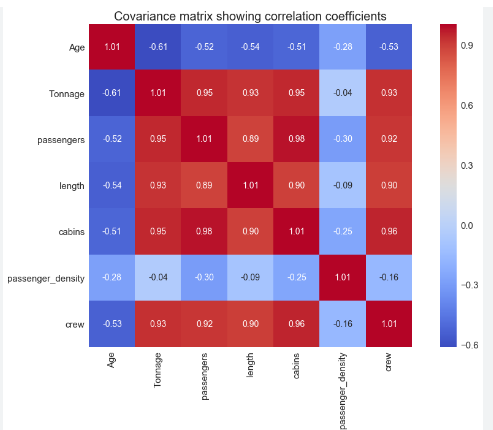 Covariance matrix showing correlation coefficients
Age 1.01 -0.61 -0.52 -0.54 -0.51 -0.28 -0.53
Tonnage -0.61 1.01 0.95 0.93 0.95 -0.04 0.93
passengers -0.52 0.95 1.01 0.89 0.98 -0.30 0.92
length -0.54 0.93 0.89 1.01 0.90 -0.09 0.90
cabins -0.51 0.95 0.98 0.90 1.01 -0.25 0.96
passenger_density -0.28 -0.04 -0.30 -0.09 -0.25 1.01 -0.16
crew -0.53 0.93 0.92 0.90 0.96 -0.16 1.01
Age
Tonnage
passengers
length
cabins
passenger_density
crew
0.9
0.6
0.3
0.0
-0.3
-0.6